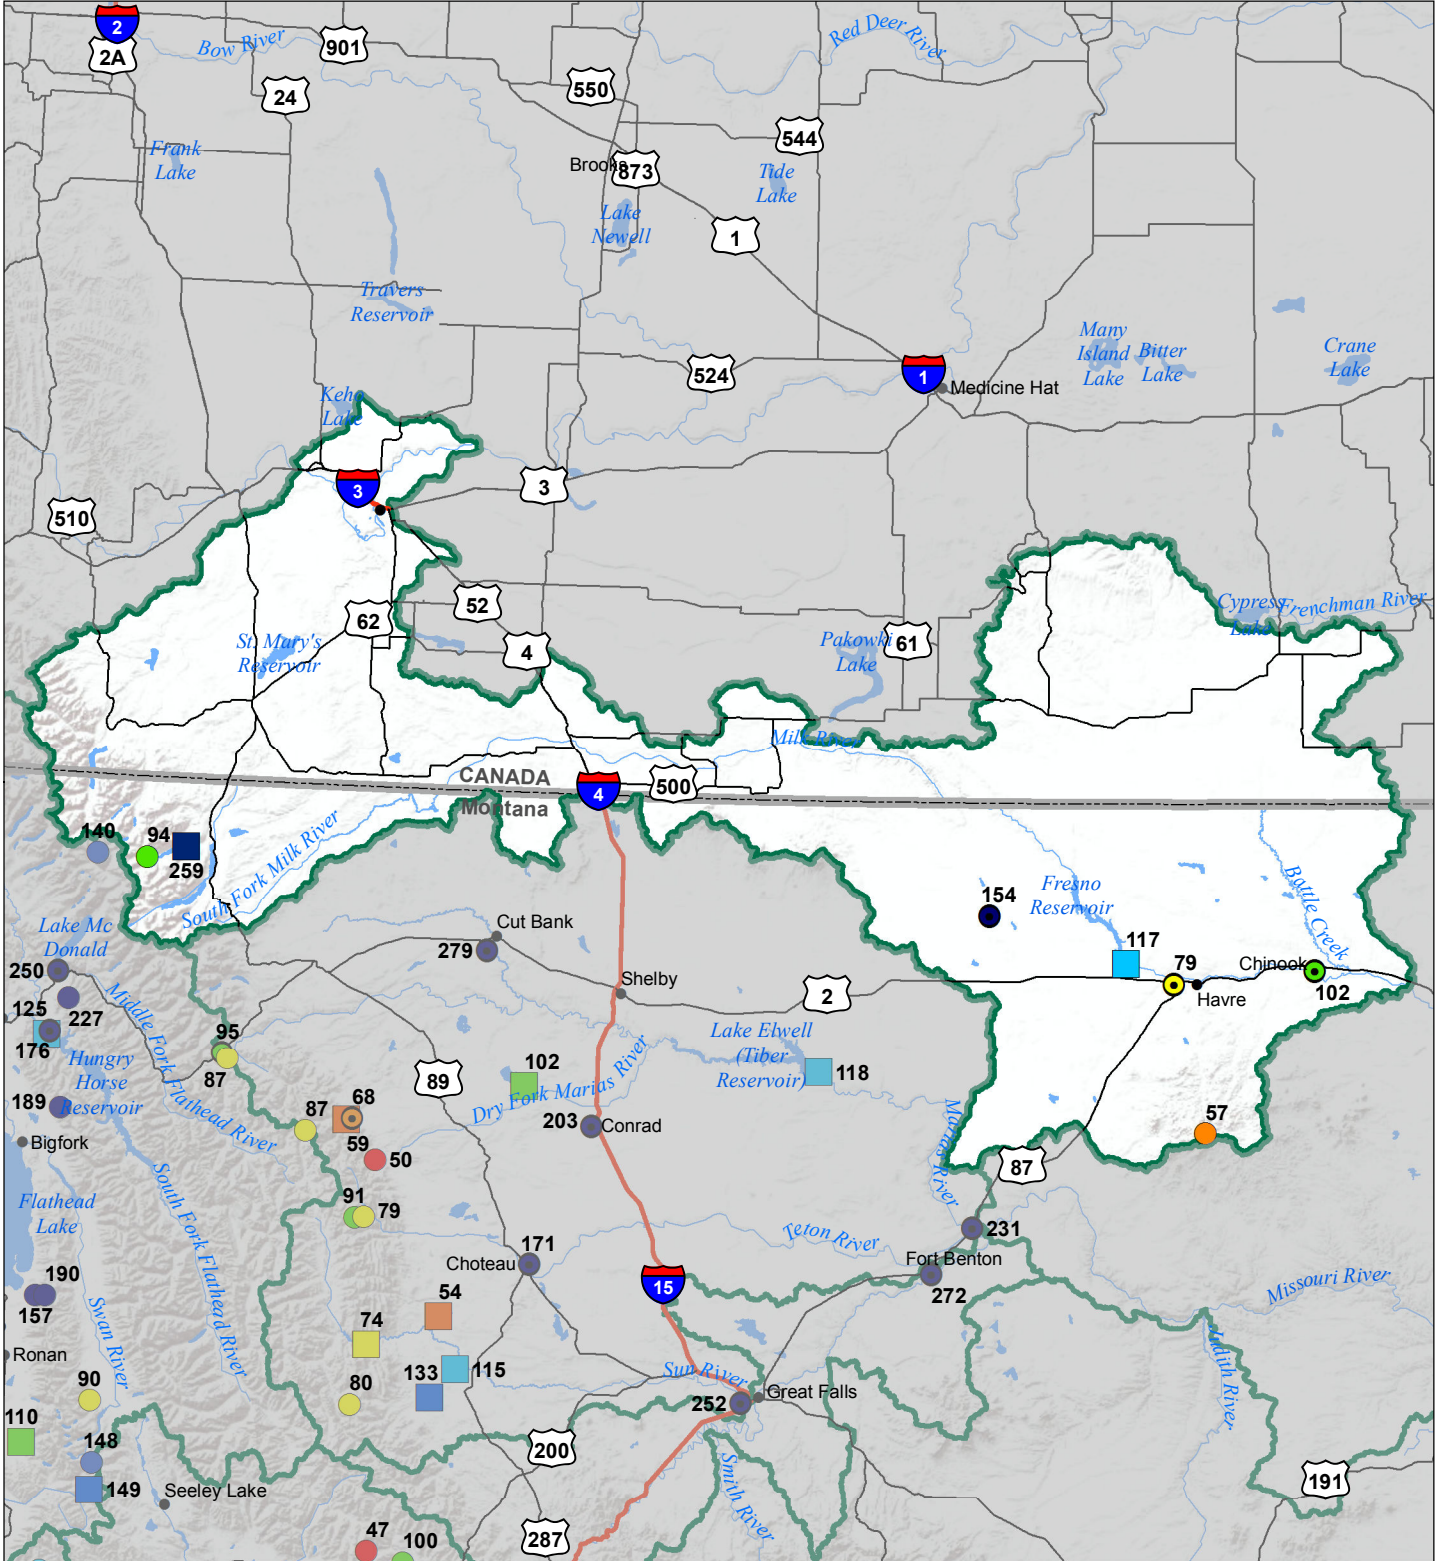 2
2A
Bow River
901
24
550
Red Deer River
544
Frank
Lake
Brooks
873
Tide
Lake
Lake
Newell
1
Travers
Reservoir
Many
Island
Lake
Bitter
Lake
Crane
Lake
524
1
Medicine Hat
Keho
Lake
3
3
510
52
62
4
61
St. Mary's
Reservoir
Pakowki
Lake
Cypress
Lake
Frenchman River
Milk River
CANADA
Montana
4
500
140
94
259
South Fork Milk River
154
Fresno
Reservoir
Battle Creek
Lake Mc
Donald
Cut Bank
279
117
79
Chinook
102
Havre
250
227
125
176
Shelby
2
Middle Fork Flathead River
95
87
Hungry
Horse
Reservoir
189
Bigfork
89
102
Dry Fork Marias River
Lake Elwell
(Tiber
Reservoir)
118
87
68
59
50
203
Conrad
Marias River
57
87
Flathead
Lake
South Fork Flathead River
91
79
171
Choteau
Teton River
231
Fort Benton
272
Missouri River
190
157
Swan River
54
15
74
Ronan
133
115
Sun River
Judith River
90
80
252
Great Falls
110
148
149
Seeley Lake
200
Smith River
191
47
100
287